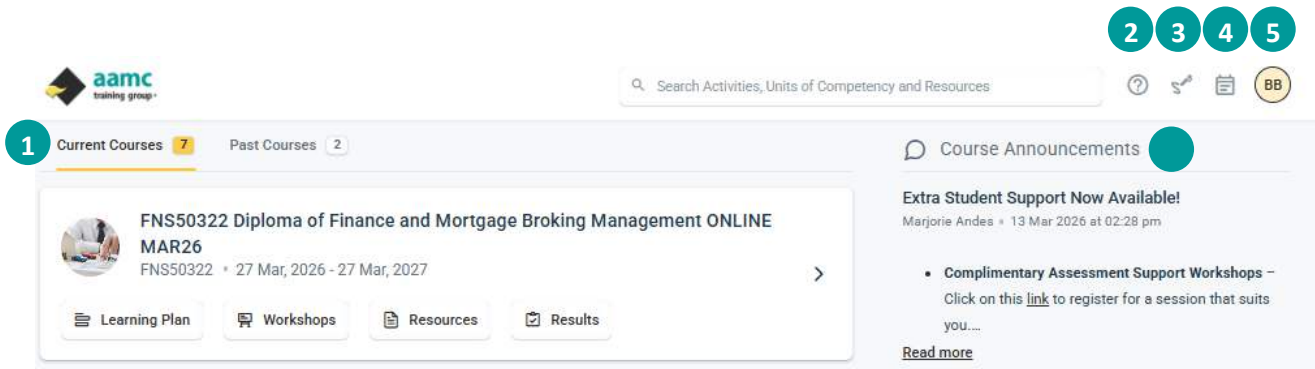 2 3 4 5
aamc
training group
Search Activities, Units of Competency and Resources
BB
1
Current Courses 7 Past Courses 2
Course Announcements
FNS50322 Diploma of Finance and Mortgage Broking Management ONLINE
MAR26
FNS50322 • 27 Mar, 2026 - 27 Mar, 2027
Learning Plan Workshops Resources Results
Extra Student Support Now Available!
Marjorie Andes • 13 Mar 2026 at 02:28 pm
• Complimentary Assessment Support Workshops –
Click on this link to register for a session that suits
you....
Read more